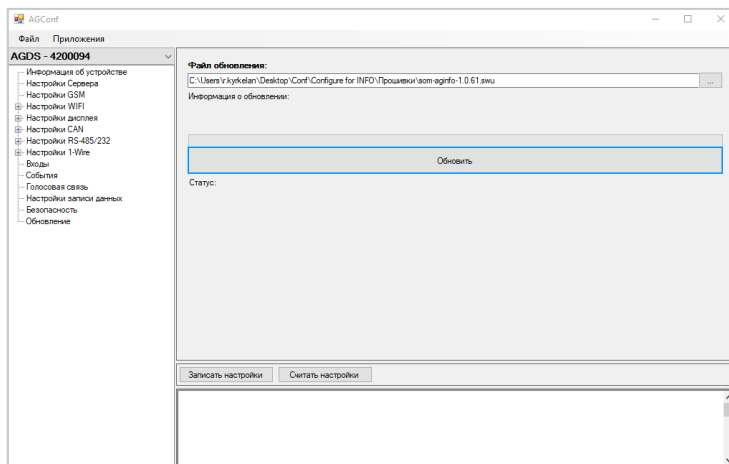 AGConf
Файл Приложения
AGDS - 4200094
Информация об устройстве
Настройки Сервера
Настройки GSM
Настройки WIFI
Настройки дисплея
Настройки CAN
Настройки RS-485/232
Настройки 1-Wire
Входы
События
Голосовая связь
Настройки записи данных
Безопасность
Обновление
Файл обновления:
C:\Users\r.kyrkelan\Desktop\Conf\Configure for INFO\Прошивки\som-aginfo-1.0.61.swu
...
Информация о обновлении:
Обновить
Статус:
Записать настройки Считать настройки